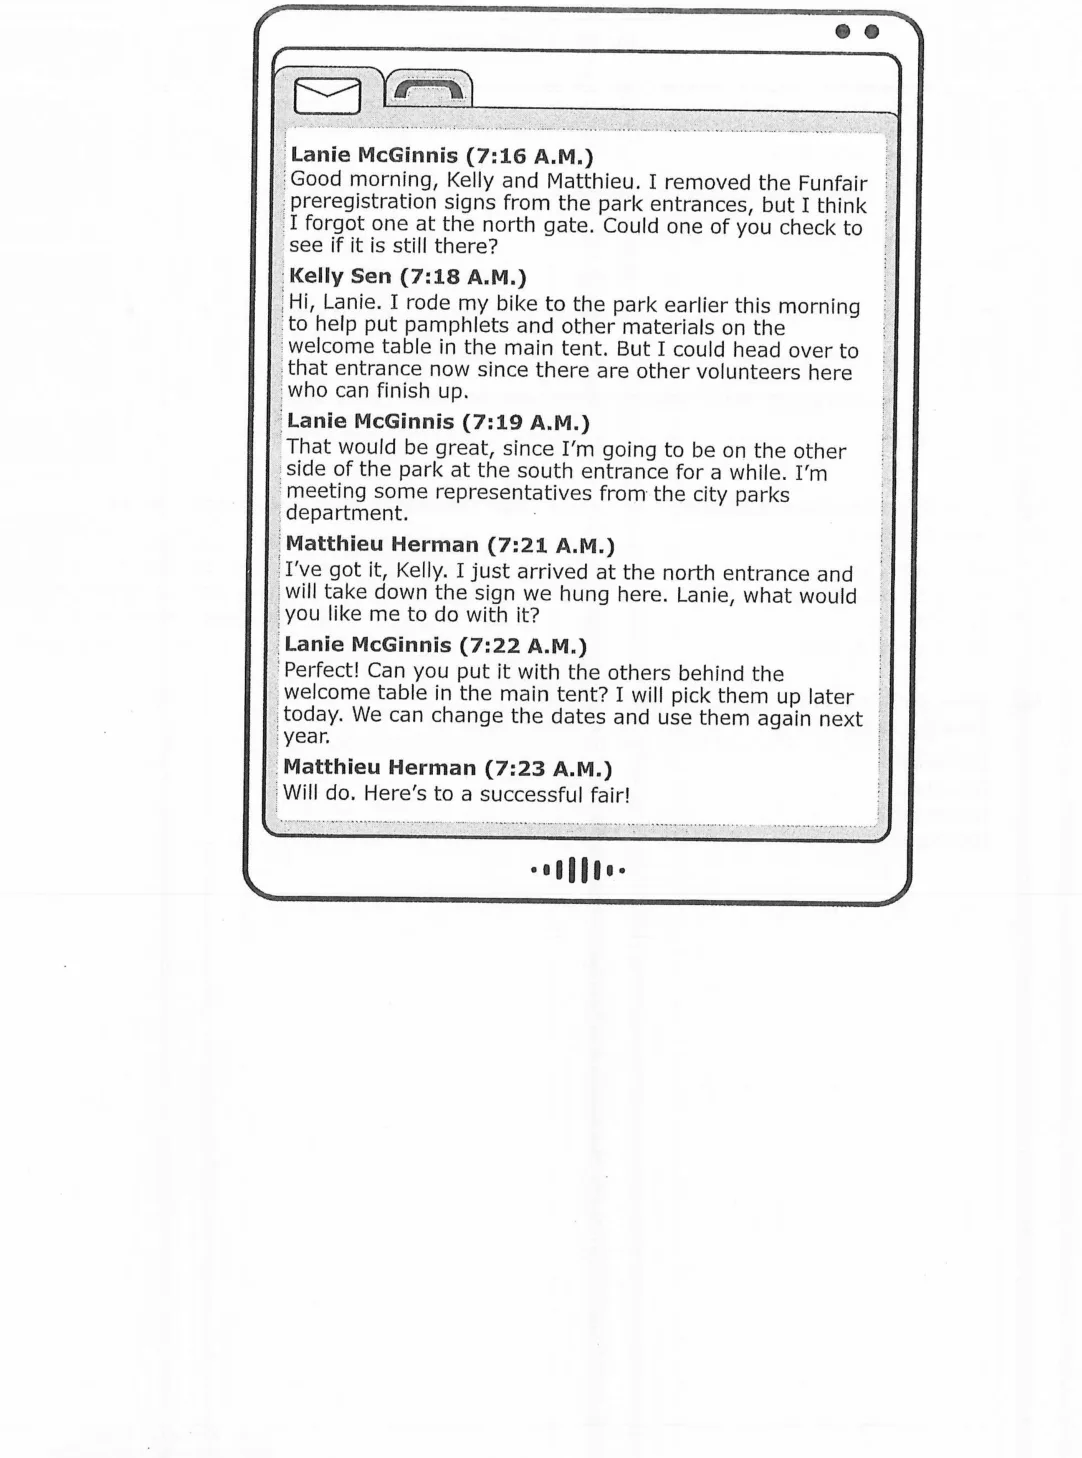 Lanie McGinnis (7:16 A.M.)
Good morning, Kelly and Matthieu. I removed the Funfair
preregistration signs from the park entrances, but I think
I forgot one at the north gate. Could one of you check to
see if it is still there?
Kelly Sen (7:18 A.M.)
Hi, Lanie. I rode my bike to the park earlier this morning
to help put pamphlets and other materials on the
welcome table in the main tent. But I could head over to
that entrance now since there are other volunteers here
who can finish up.
Lanie McGinnis (7:19 A.M.)
That would be great, since I'm going to be on the other
side of the park at the south entrance for a while. I'm
meeting some representatives from the city parks
department.
Matthieu Herman (7:21 A.M.)
I've got it, Kelly. I just arrived at the north entrance and
will take down the sign we hung here. Lanie, what would
you like me to do with it?
Lanie McGinnis (7:22 A.M.)
Perfect! Can you put it with the others behind the
welcome table in the main tent? I will pick them up later
today. We can change the dates and use them again next
year.
Matthieu Herman (7:23 A.M.)
Will do. Here's to a successful fair!